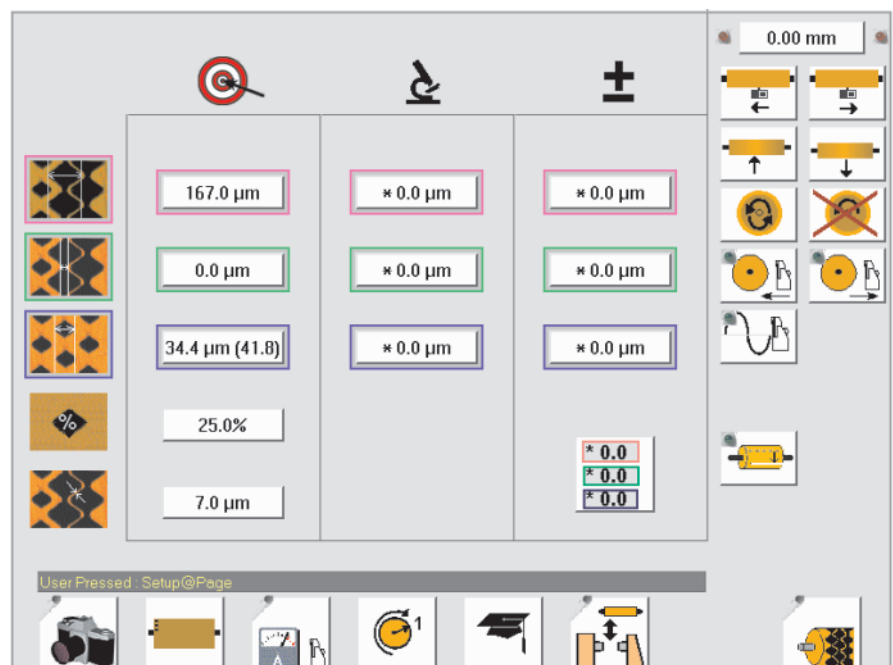 0.00 mm
±
167.0 µm
* 0.0 µm
* 0.0 µm
0.0 µm
* 0.0 µm
* 0.0 µm
34.4 µm (41.8)
* 0.0 µm
* 0.0 µm
%
25.0%
* 0.0
* 0.0
* 0.0
7.0 µm
User Pressed : Setup@Page
A
1